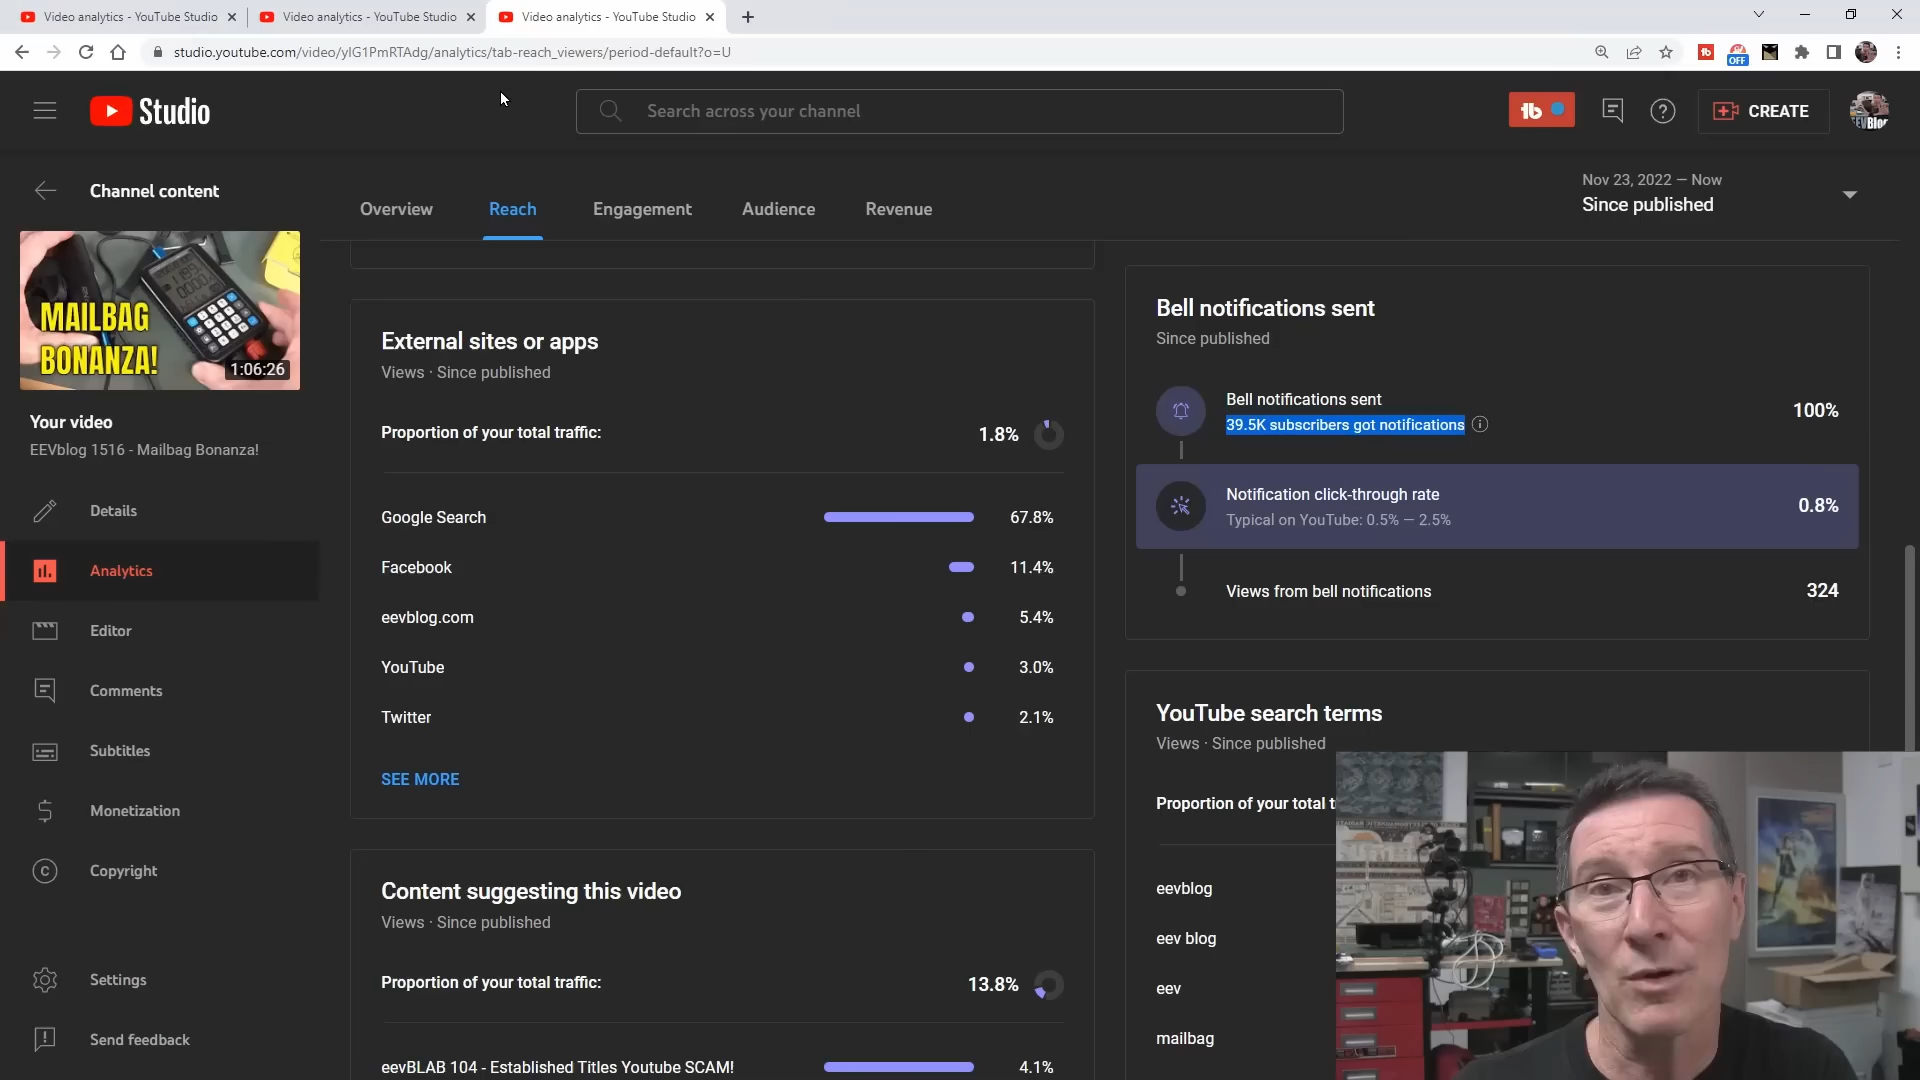 Video analytics - YouTube Studio
Video analytics - YouTube Studio
Video analytics - YouTube Studio
studio.youtube.com/video/ylG1PmRTAdg/analytics/tab-reach_viewers/period-default?o=U
OFF
Studio
Search across your channel
tb
CREATE
Channel content
Overview
Reach
Engagement
Audience
Revenue
Nov 23, 2022 – Now
Since published
MAILBAG
BONANZA!
1:06:26
Your video
EEVblog 1516 - Mailbag Bonanza!
Details
Analytics
Editor
Comments
Subtitles
Monetization
Copyright
Settings
Send feedback
External sites or apps
Views · Since published
Proportion of your total traffic: 1.8%
Google Search 67.8%
Facebook 11.4%
eevblog.com 5.4%
YouTube 3.0%
Twitter 2.1%
SEE MORE
Content suggesting this video
Views · Since published
Proportion of your total traffic: 13.8%
eevBLAB 104 - Established Titles Youtube SCAM! 4.1%
Bell notifications sent
Since published
Bell notifications sent 100%
39.5K subscribers got notifications
Notification click-through rate 0.8%
Typical on YouTube: 0.5% — 2.5%
Views from bell notifications 324
YouTube search terms
Views · Since published
Proportion of your total t
eevblog
eev blog
eev
mailbag